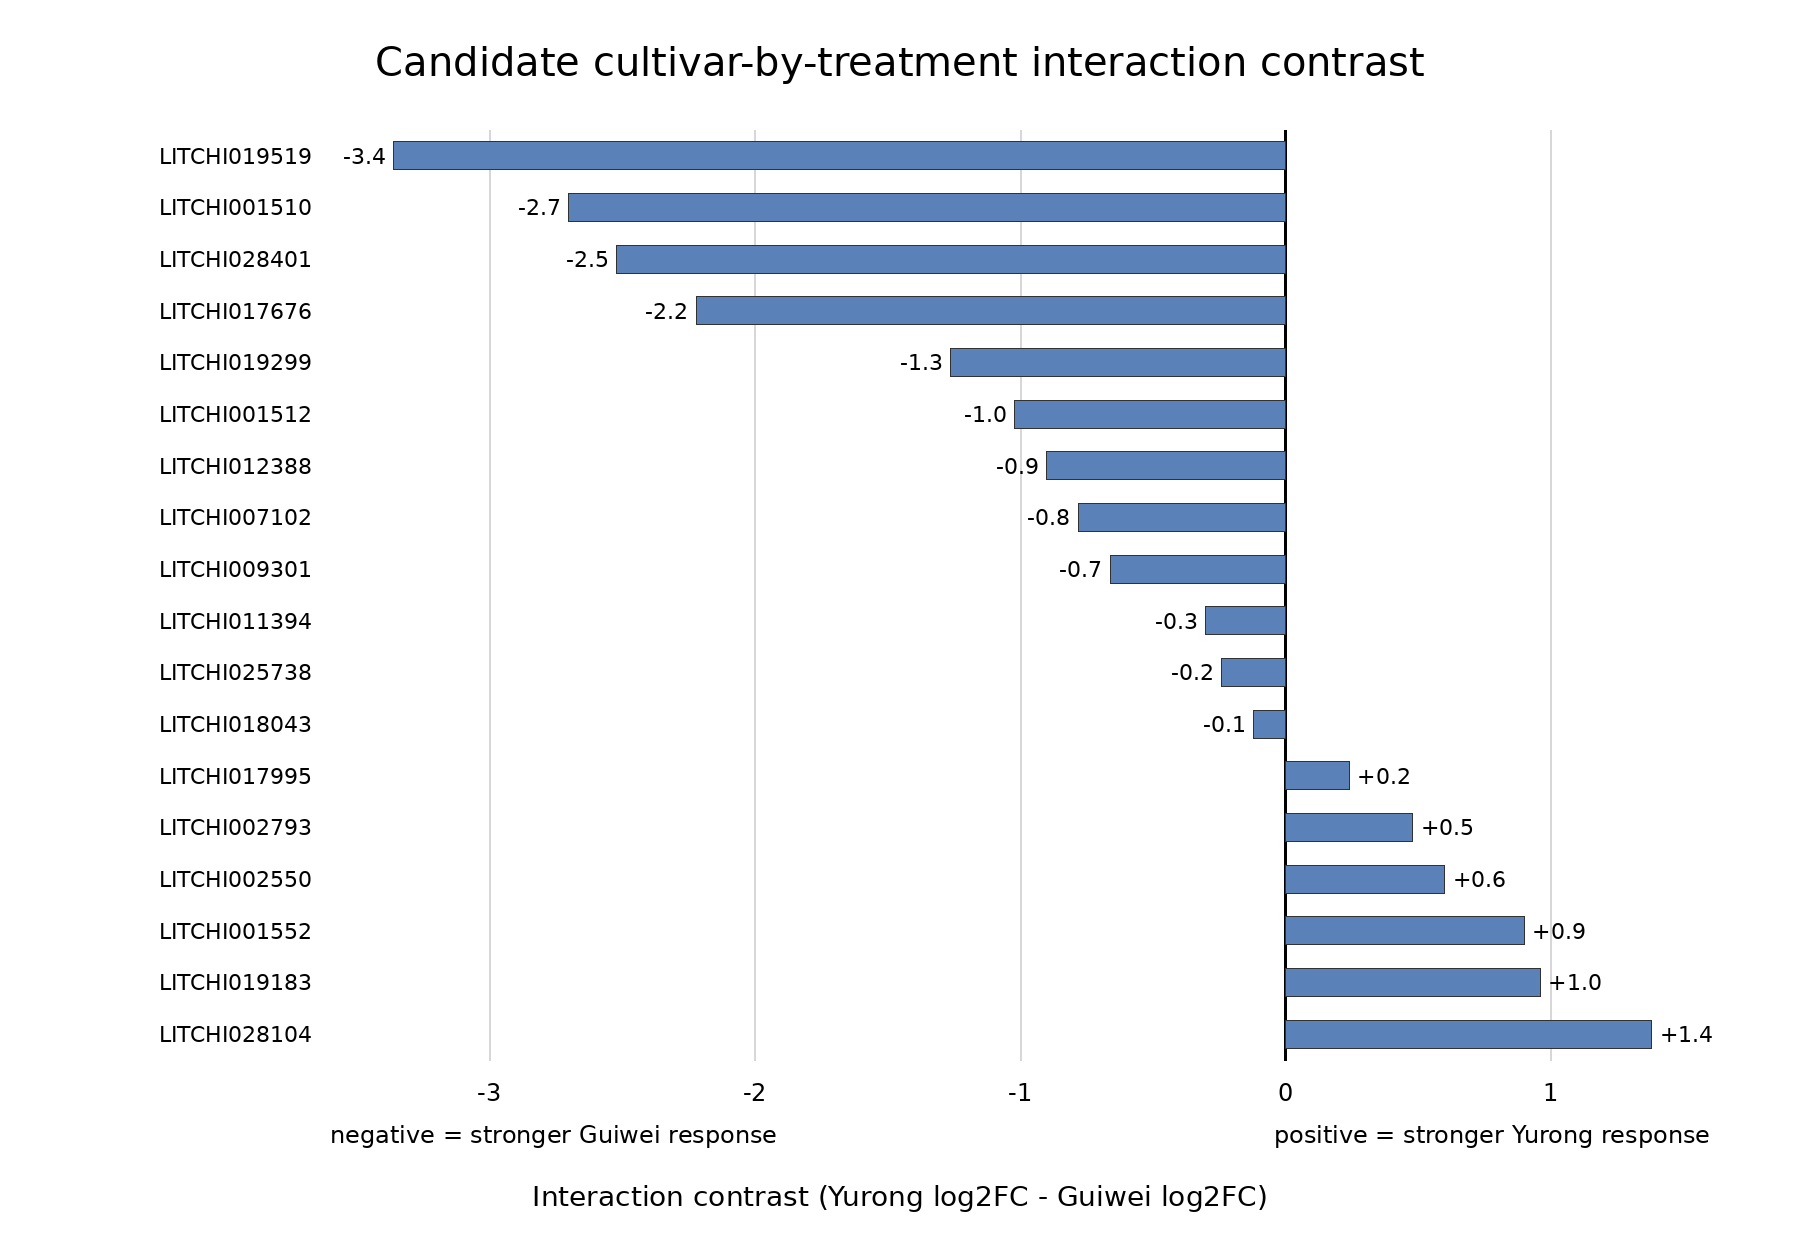 Candidate cultivar-by-treatment interaction contrast
LITCHI019519 -3.4
LITCHI001510 -2.7
LITCHI028401 -2.5
LITCHI017676 -2.2
LITCHI019299 -1.3
LITCHI001512 -1.0
LITCHI012388 -0.9
LITCHI007102 -0.8
LITCHI009301 -0.7
LITCHI011394 -0.3
LITCHI025738 -0.2
LITCHI018043 -0.1
LITCHI017995 +0.2
LITCHI002793 +0.5
LITCHI002550 +0.6
LITCHI001552 +0.9
LITCHI019183 +1.0
LITCHI028104 +1.4
-3 -2 -1 0 1
negative = stronger Guiwei response positive = stronger Yurong response
Interaction contrast (Yurong log2FC - Guiwei log2FC)